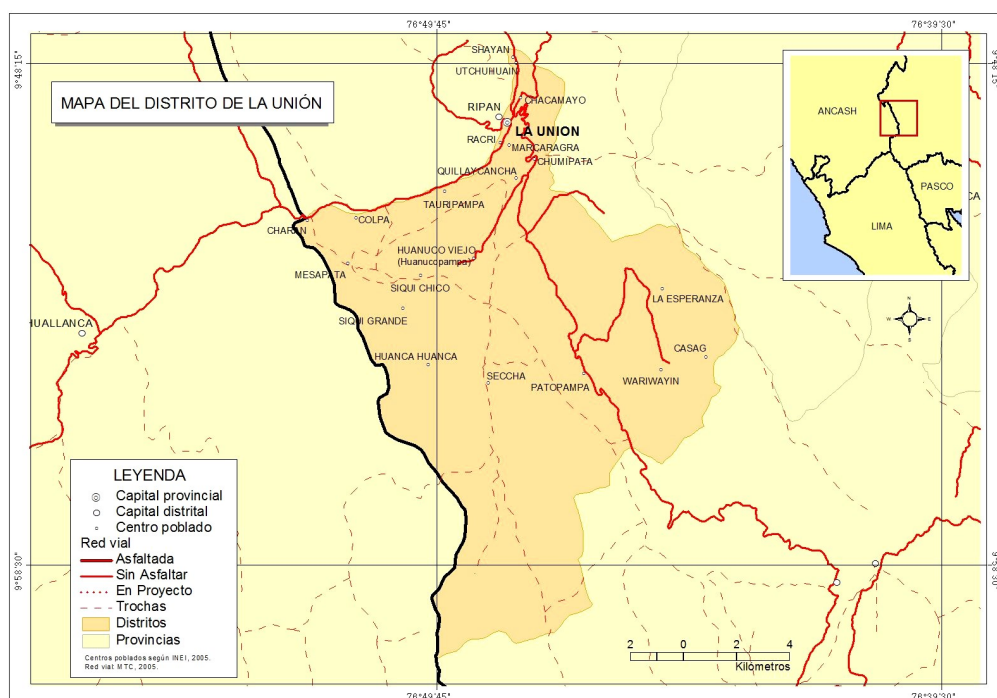 76°49'45"
76°39'30"
9°48'15"
MAPA DEL DISTRITO DE LA UNIÓN
SHAYAN
UTCHUHUAIN
CHACAMAYO
RIPAN
LA UNION
RACRI
MARCARAGRA
CHUMIPATA
QUILLAYCANCHA
TAURIPAMPA
COLPA
CHARAN
HUANUCO VIEJO
(Huanucopampa)
MESAPATA
SIQUI CHICO
LA ESPERANZA
SIQUI GRANDE
HUALLANCA
CASAG
HUANCA HUANCA
SECCHA
PATOPAMPA
WARIWAYIN
ANCASH
PASCO
CA
LIMA
N
W E
S
LEYENDA
Capital provincial
Capital distrital
Centro poblado
Red vial
Asfaltada
Sin Asfaltar
En Proyecto
Trochas
Distritos
Provincias
Centros poblados según INEI, 2005.
Red vial: MTC, 2005.
9°58'30"
2 0 2 4
Kilómetros
76°49'45"
76°39'30"